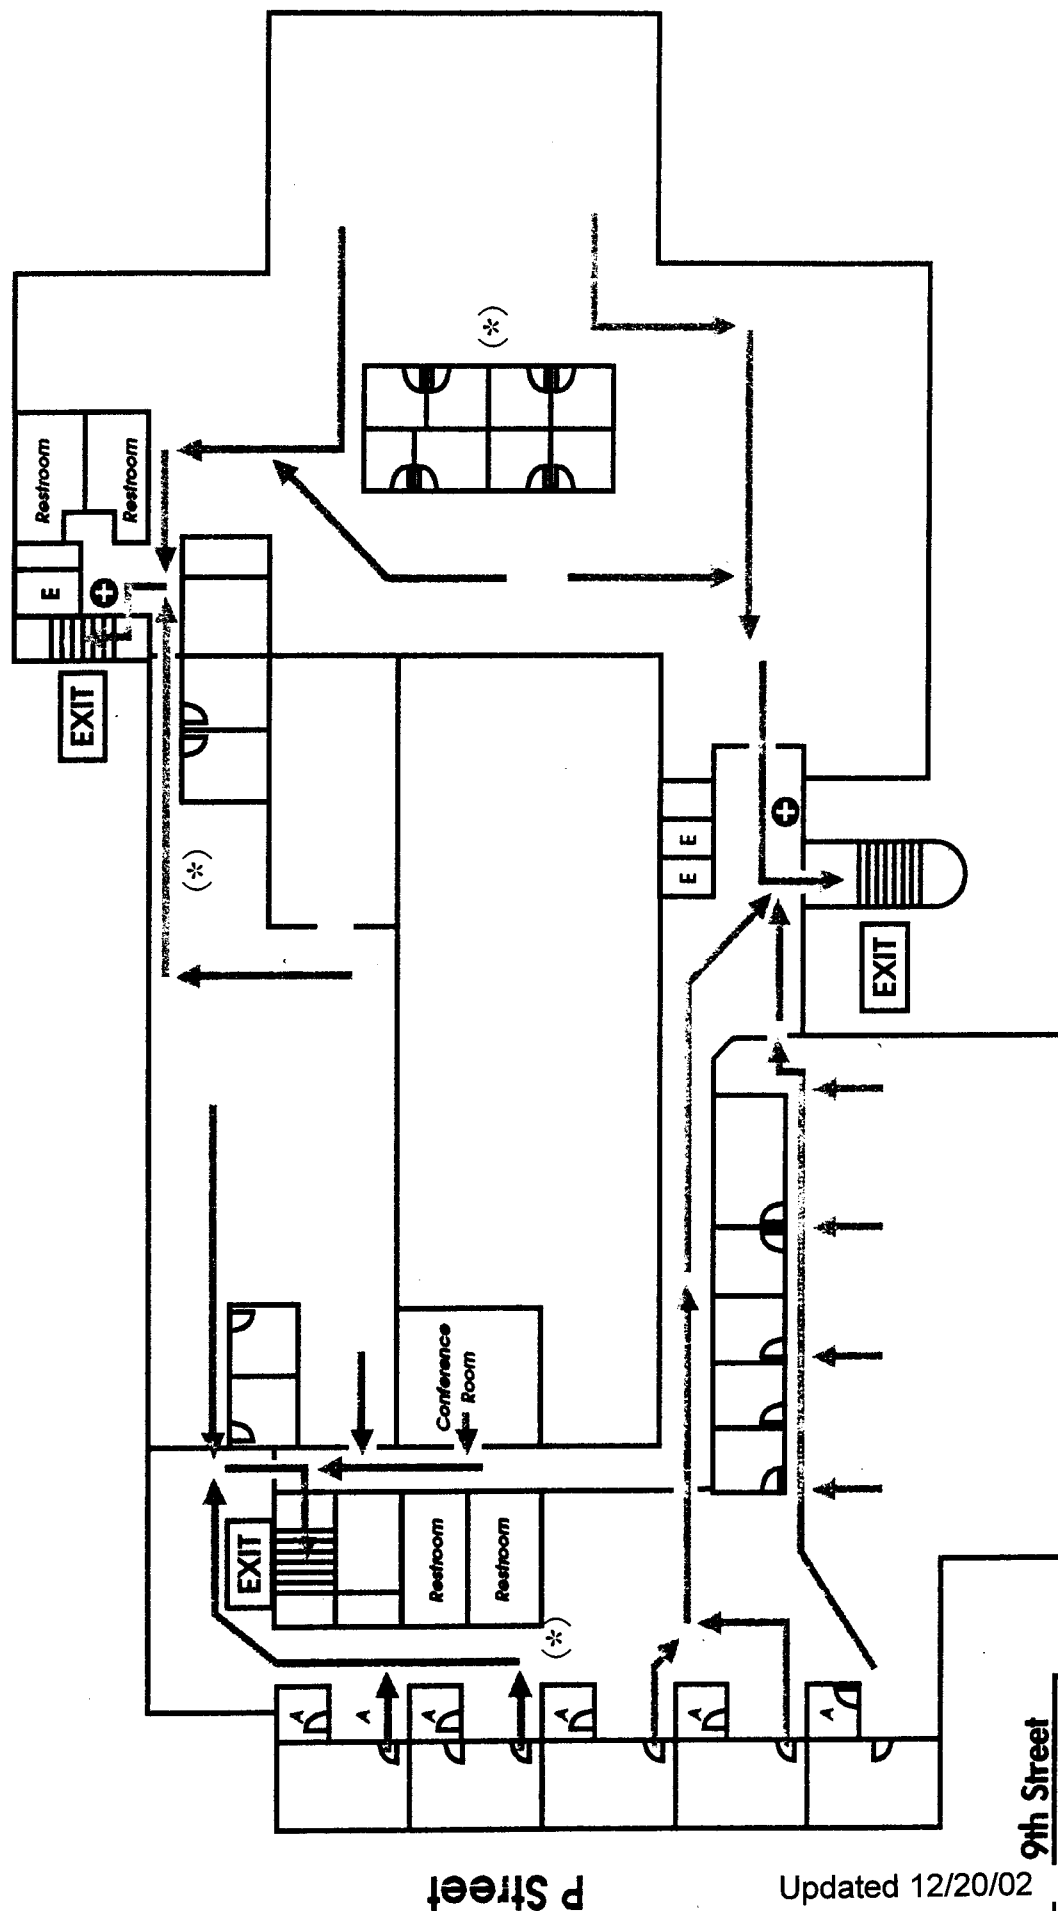 Restroom
Restroom
E
EXIT
(*)
(*)
E
E
EXIT
Conference
Room
EXIT
Restroom
Restroom
(*)
A
A
A
A
A
A
9th Street
P Street
Updated 12/20/02